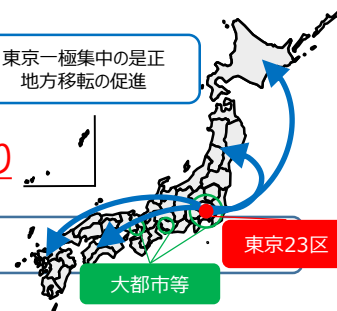 東京一極集中の是正
地方移転の促進
東京23区
大都市等